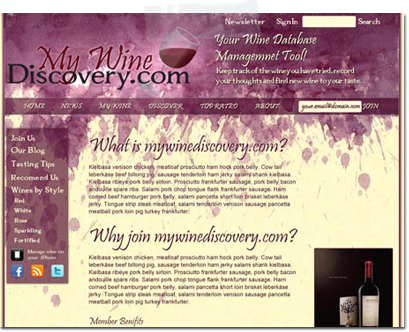 Newsletter Sign In Search
My Wine
Discovery.com
Your Wine Database
Managemnet Tool!
Keep track of the wine you have tried, record
your thoughts and find new wine to your taste.
HOME NEWS MY WINE DISCOVER TOP RATED ABOUT your.email@domain.com JOIN
Join Us
Our Blog
Tasting Tips
Recomend Us
Wines by Style
Red
White
Rose
Sparkling
Fortified
Manage wine on
your iPhone
What is mywinediscovery.com?
Kielbasa venison chicken, meatloaf prosciutto ham hock pork belly. Cow tail
leberkäse beef biltong pig, sausage tenderloin ham jerky salami shank kielbasa.
Kielbasa ribeye pork belly sirloin. Prosciutto frankfurter sausage, pork belly bacon
andouille spare ribs. Salami pork chop tongue flank frankfurter sirloin. Ham
corned beef hamburger pork belly, salami pancetta short loin brisket leberkäse
jerky. Tongue strip steak meatloaf, salami venison sausage pancetta
meatball pork loin pig turkey frankfurter.
Why join mywinediscovery.com?
Kielbasa venison chicken, meatloaf prosciutto ham hock pork belly. Cow tail
leberkäse beef biltong pig, sausage tenderloin ham jerky salami shank kielbasa.
Kielbasa ribeye pork belly sirloin. Prosciutto frankfurter sausage, pork belly bacon
andouille spare ribs. Salami pork chop tongue flank frankfurter sirloin. Ham
corned beef hamburger pork belly, salami pancetta short loin brisket leberkäse
jerky. Tongue strip steak meatloaf, salami venison sausage pancetta
meatball pork loin pig turkey frankfurter.
Member Benifits